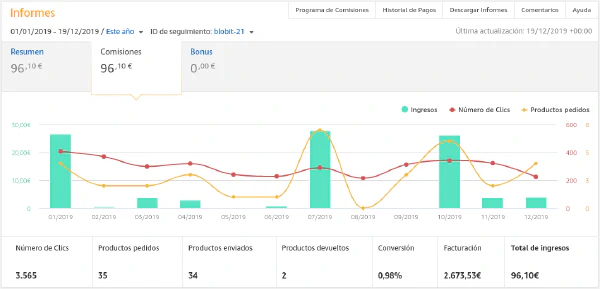 Informes
Programa de Comisiones Historial de Pagos Descargar Informes Comentarios Ayuda
01/01/2019 - 19/12/2019 / Este año ID de seguimiento: blobit-21
Última actualización: 19/12/2019 +00:00
Resumen Comisiones Bonus
96,10 € 96,10 € 0,00 €
Ingresos Número de Clics Productos pedidos
30,00€ 600 8
20,00€ 400 5
10,00€ 200 3
0 0 0
01/2019 02/2019 03/2019 04/2019 05/2019 06/2019 07/2019 08/2019 09/2019 10/2019 11/2019 12/2019
Número de Clics Productos pedidos Productos enviados Productos devueltos Conversión Facturación Total de ingresos
3.565 35 34 2 0,98% 2.673,53€ 96,10€